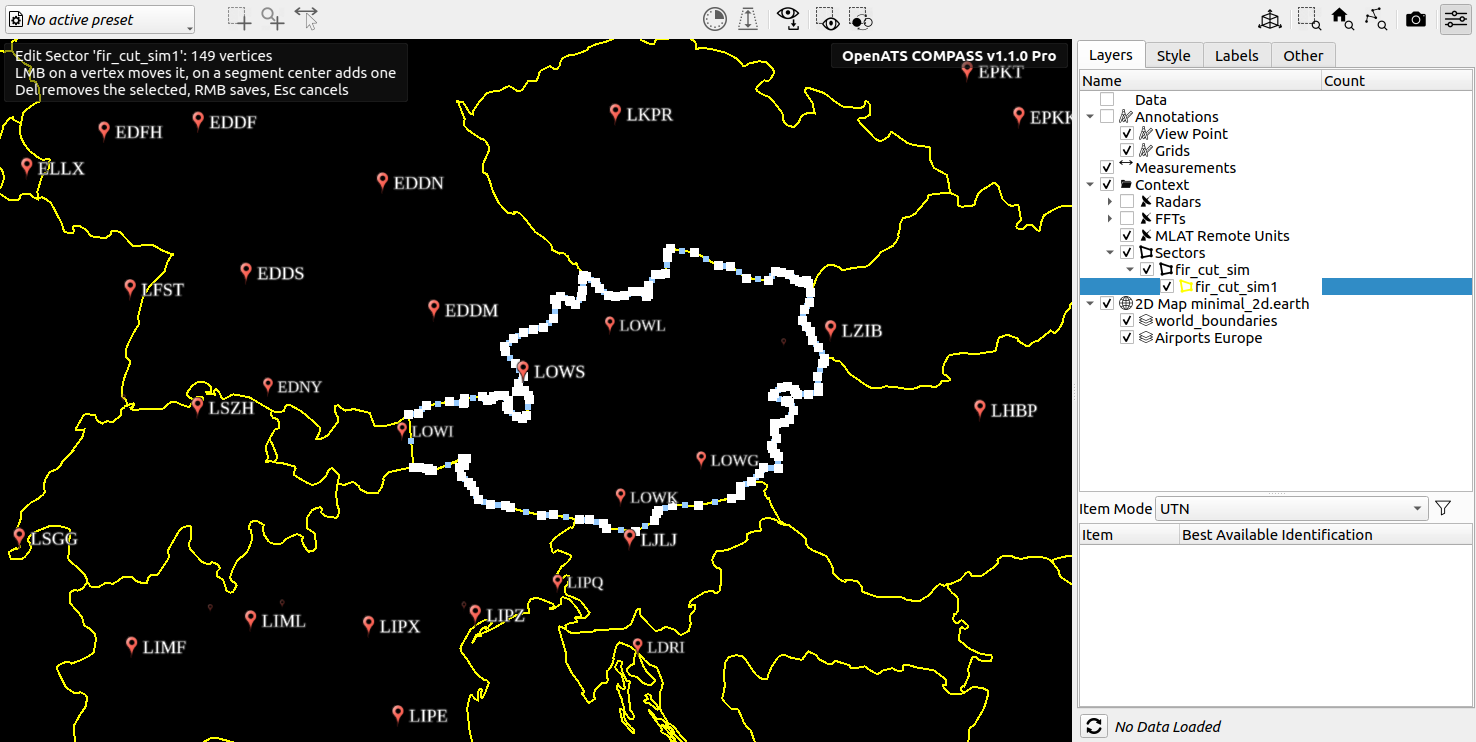 No active preset
Edit Sector 'fir_cut_sim1': 149 vertices
LMB on a vertex moves it, on a segment center adds one
Del removes the selected, RMB saves, Esc cancels
OpenATS COMPASS v1.1.0 Pro
EPKT
LKPR
EPKK
EDDF
EDFH
ELLX
EDDN
EDDS
LFST
EDDM
LOWL
LZIB
LOWS
EDNY
LSZH
LHBP
LOWI
LOWG
LOWK
LSGG
LJLJ
LIPQ
LIPZ
LIML
LIPX
LIMF
LDRI
LIPE
Layers
Style
Labels
Other
Name
Count
Data
Annotations
View Point
Grids
Measurements
Context
Radars
FFTs
MLAT Remote Units
Sectors
fir_cut_sim
fir_cut_sim1
2D Map minimal_2d.earth
world_boundaries
Airports Europe
Item Mode
UTN
Item
Best Available Identification
No Data Loaded